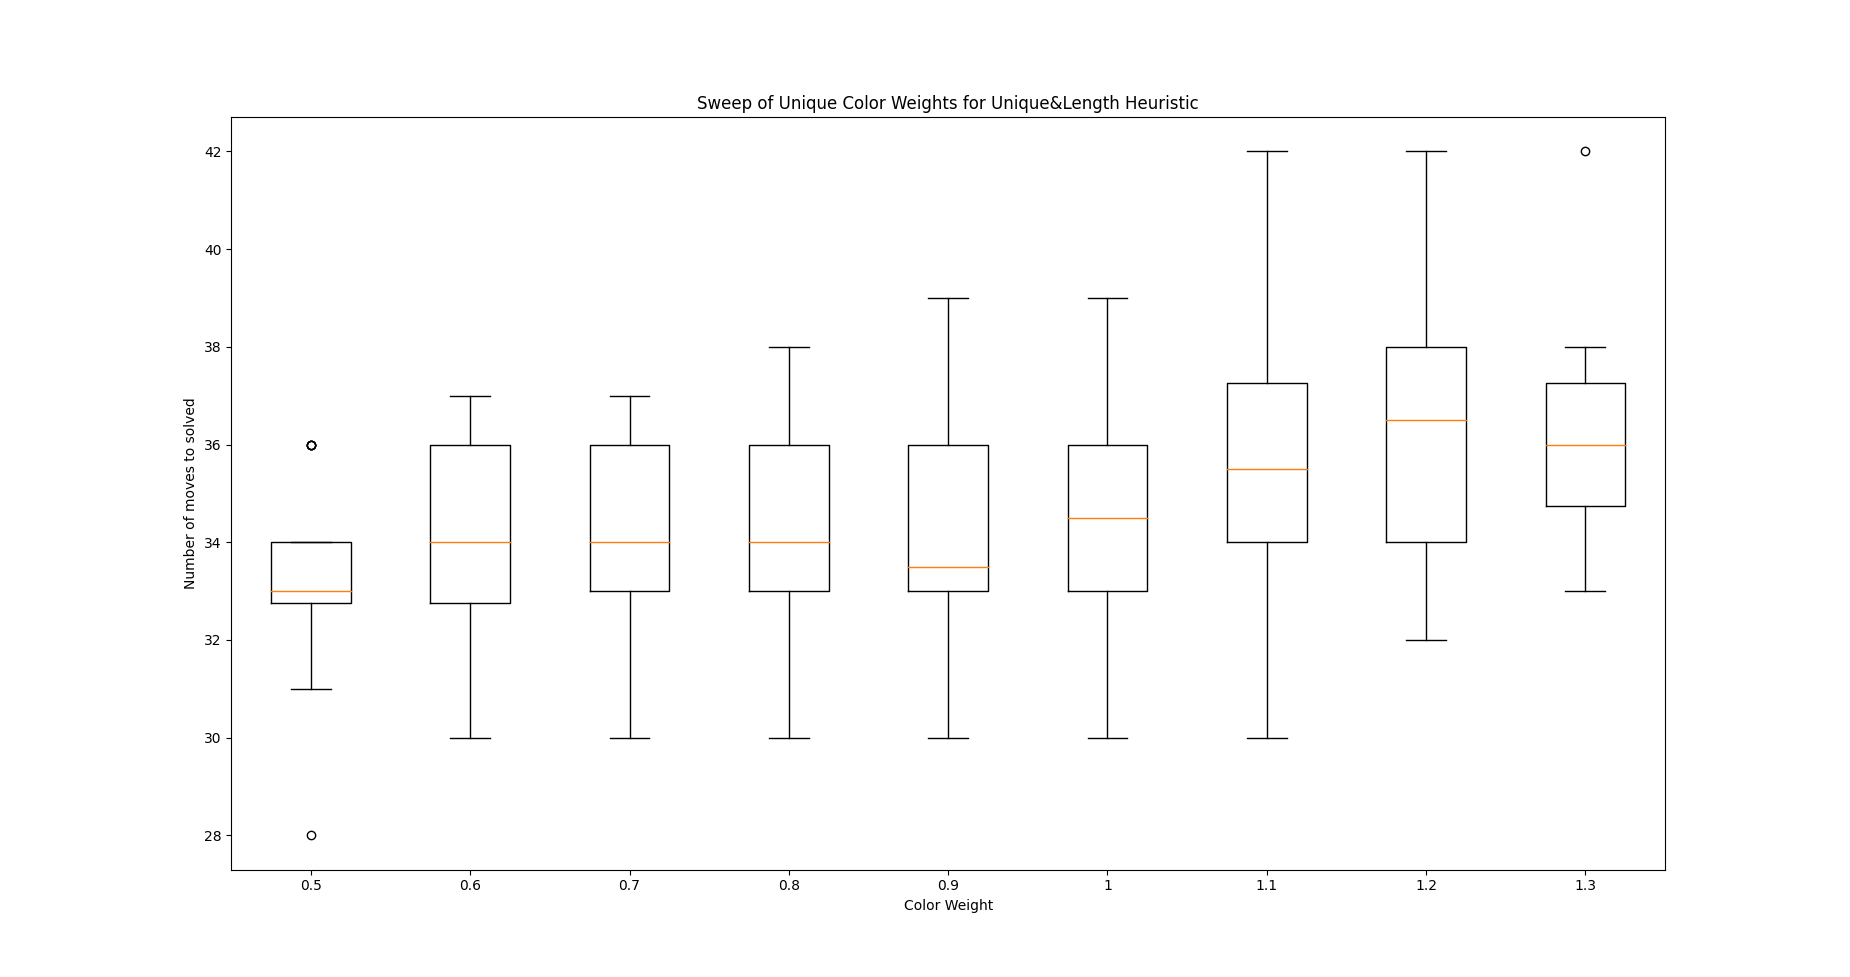 Sweep of Unique Color Weights for Unique&Length Heuristic
Number of moves to solved
42
40
38
36
34
32
30
28
0.5 0.6 0.7 0.8 0.9 1 1.1 1.2 1.3
Color Weight